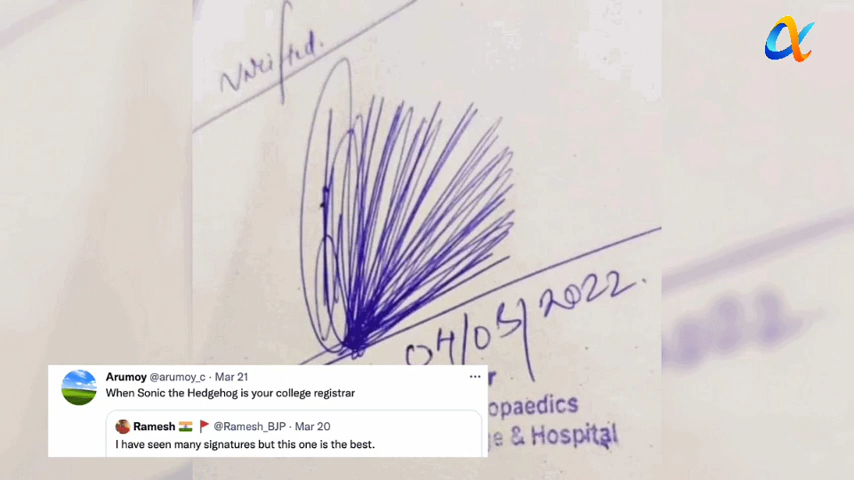 Verified.
04/03/2022.
r
opaedics
e & Hospital
Arumoy @arumoy_c · Mar 21
When Sonic the Hedgehog is your college registrar
Ramesh @Ramesh_BJP · Mar 20
I have seen many signatures but this one is the best.